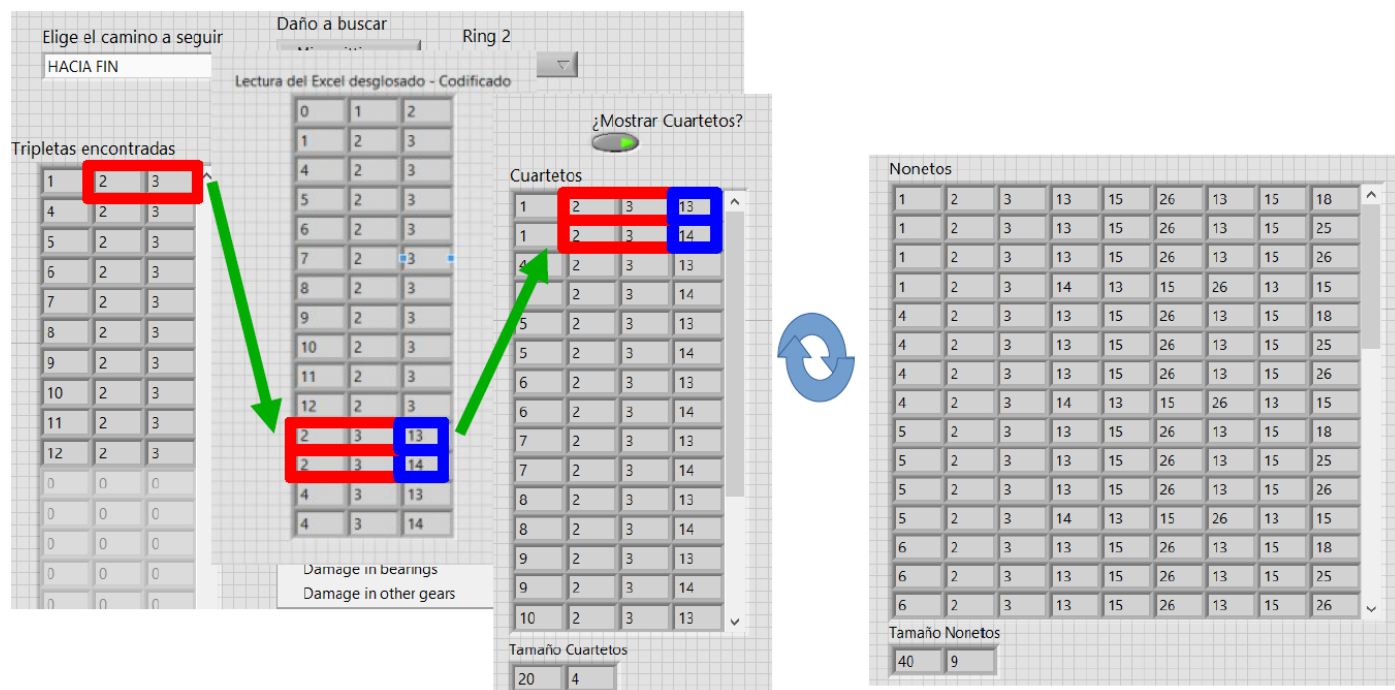 Daño a buscar
Elige el camino a seguir
Ring 2
HACIA FIN
Tripletas encontradas
1 2 3
4 2 3
5 2 3
6 2 3
7 2 3
8 2 3
9 2 3
10 2 3
11 2 3
12 2 3
0 0 0
0 0 0
0 0 0
0 0 0
0 0 0
Lectura del Excel desglosado - Codificado
0 1 2
1 2 3
4 2 3
5 2 3
6 2 3
7 2 3
8 2 3
9 2 3
10 2 3
11 2 3
12 2 3
2 3 13
2 3 14
4 3 13
4 3 14
Damage in bearings
Damage in other gears
¿Mostrar Cuartetos?
Cuartetos
1 2 3 13
1 2 3 14
4 2 3 13
2 3 14
5 2 3 13
5 2 3 14
6 2 3 13
6 2 3 14
7 2 3 13
7 2 3 14
8 2 3 13
8 2 3 14
9 2 3 13
9 2 3 14
10 2 3 13
Tamaño Cuartetos
20 4
Nonetos
1 2 3 13 15 26 13 15 18
1 2 3 13 15 26 13 15 25
1 2 3 13 15 26 13 15 26
1 2 3 14 13 15 26 13 15
4 2 3 13 15 26 13 15 18
4 2 3 13 15 26 13 15 25
4 2 3 13 15 26 13 15 26
4 2 3 14 13 15 26 13 15
5 2 3 13 15 26 13 15 18
5 2 3 13 15 26 13 15 25
5 2 3 13 15 26 13 15 26
5 2 3 14 13 15 26 13 15
6 2 3 13 15 26 13 15 18
6 2 3 13 15 26 13 15 25
6 2 3 13 15 26 13 15 26
Tamaño Nonetos
40 9